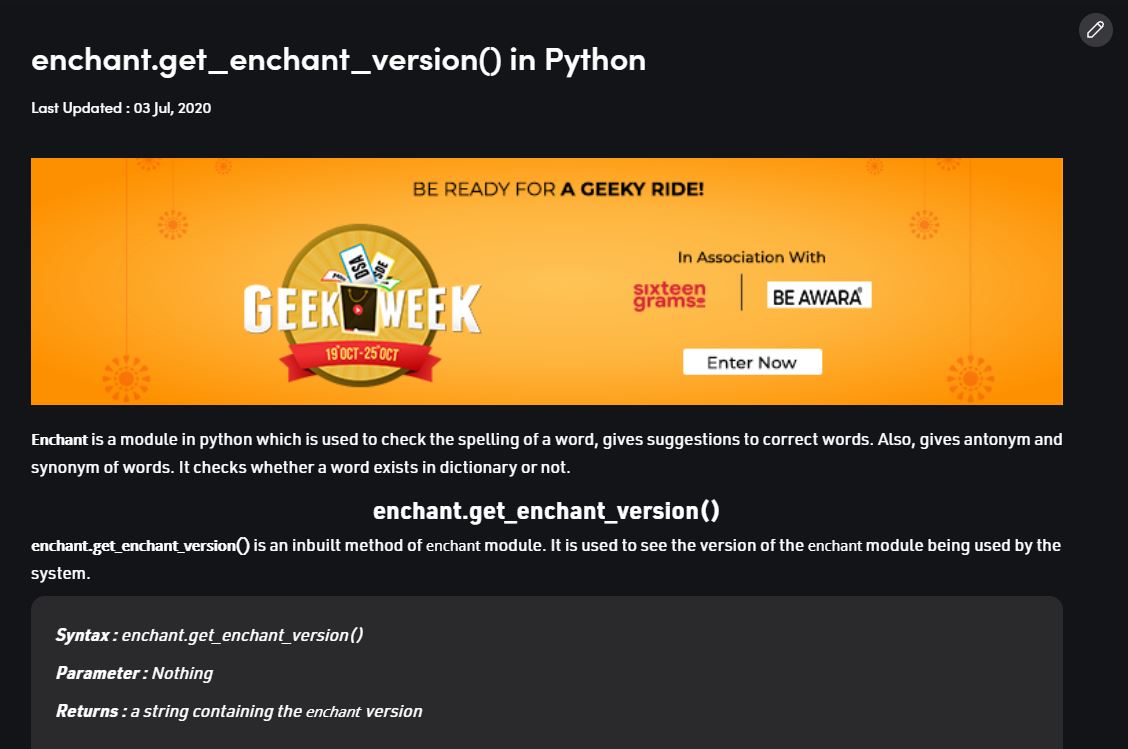 enchant.get_enchant_version() in Python
Last Updated : 03 Jul, 2020
BE READY FOR A GEEKY RIDE!
DSA
SDE
GEEK WEEK
19 OCT-25 OCT
In Association With
sixteen
grams
BE AWARA
Enter Now
Enchant is a module in python which is used to check the spelling of a word, gives suggestions to correct words. Also, gives antonym and
synonym of words. It checks whether a word exists in dictionary or not.
enchant.get_enchant_version()
enchant.get_enchant_version() is an inbuilt method of enchant module. It is used to see the version of the enchant module being used by the
system.
Syntax : enchant.get_enchant_version()
Parameter : Nothing
Returns : a string containing the enchant version